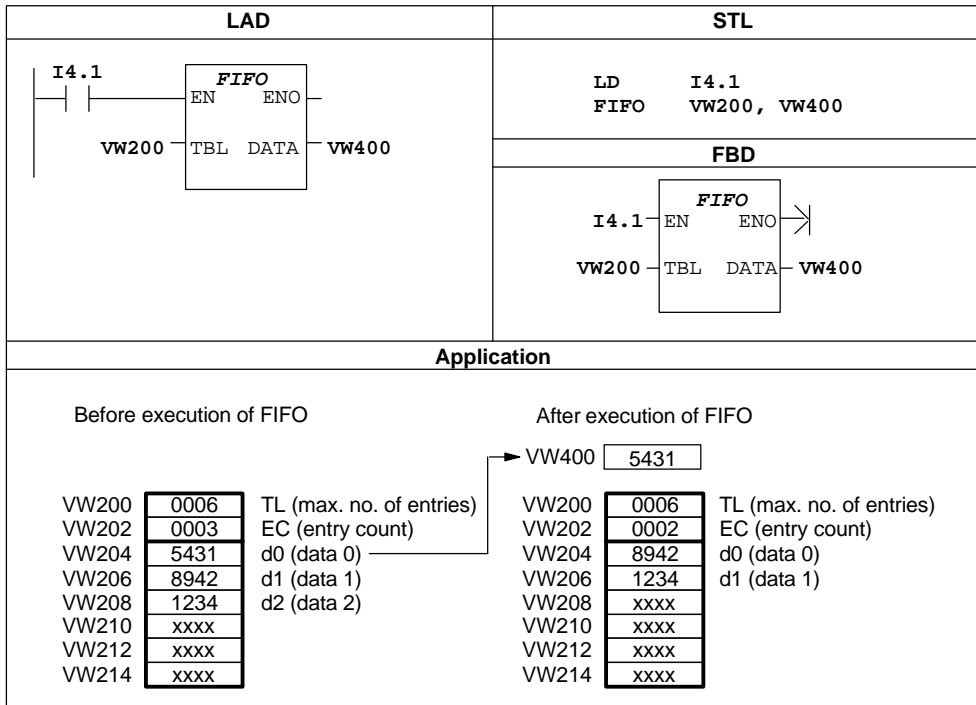 LAD
I4.1
FIFO
EN ENO
VW200 TBL DATA VW400
STL
LD I4.1
FIFO VW200, VW400
FBD
FIFO
I4.1 EN ENO
VW200 TBL DATA VW400
Application
Before execution of FIFO
VW200 0006 TL (max. no. of entries)
VW202 0003 EC (entry count)
VW204 5431 d0 (data 0)
VW206 8942 d1 (data 1)
VW208 1234 d2 (data 2)
VW210 xxxx
VW212 xxxx
VW214 xxxx
After execution of FIFO
VW400 5431
VW200 0006 TL (max. no. of entries)
VW202 0002 EC (entry count)
VW204 8942 d0 (data 0)
VW206 1234 d1 (data 1)
VW208 xxxx
VW210 xxxx
VW212 xxxx
VW214 xxxx